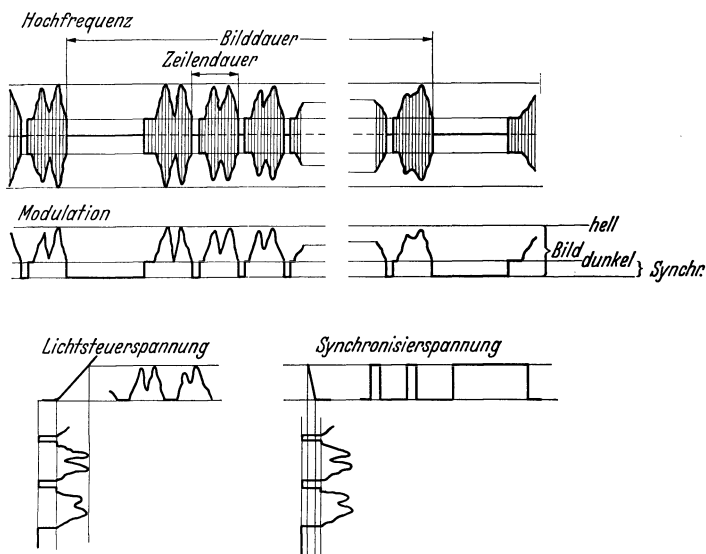 Hochfrequenz
Bilddauer
Zeilendauer
Modulation
hell
Bild
dunkel
Synchr.
Lichtsteuerspannung
Synchronisierspannung